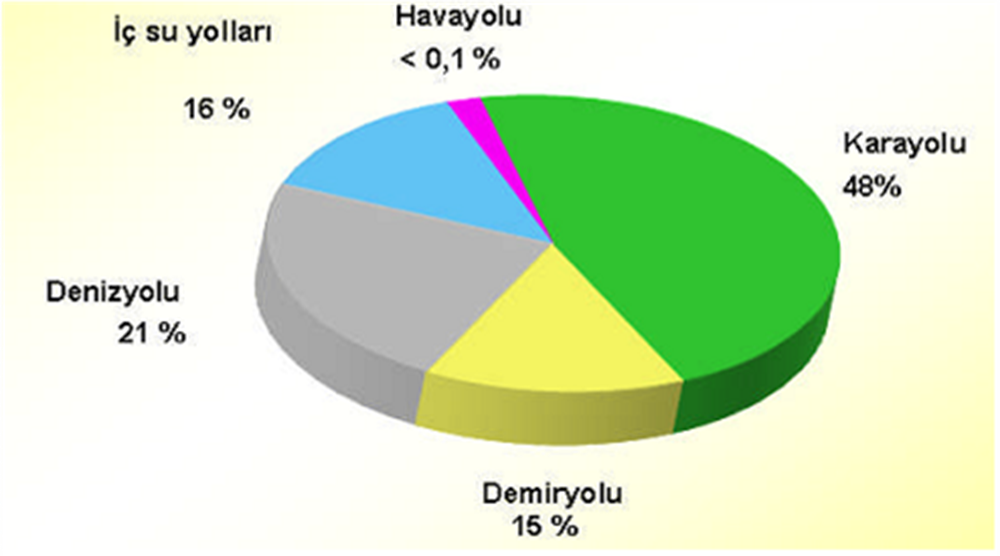 İç su yolları
16 %
Havayolu
< 0,1 %
Karayolu
48%
Denizyolu
21 %
Demiryolu
15 %